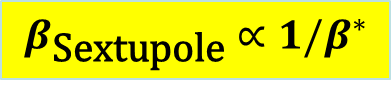 β_Sextupole ∝ 1/β*